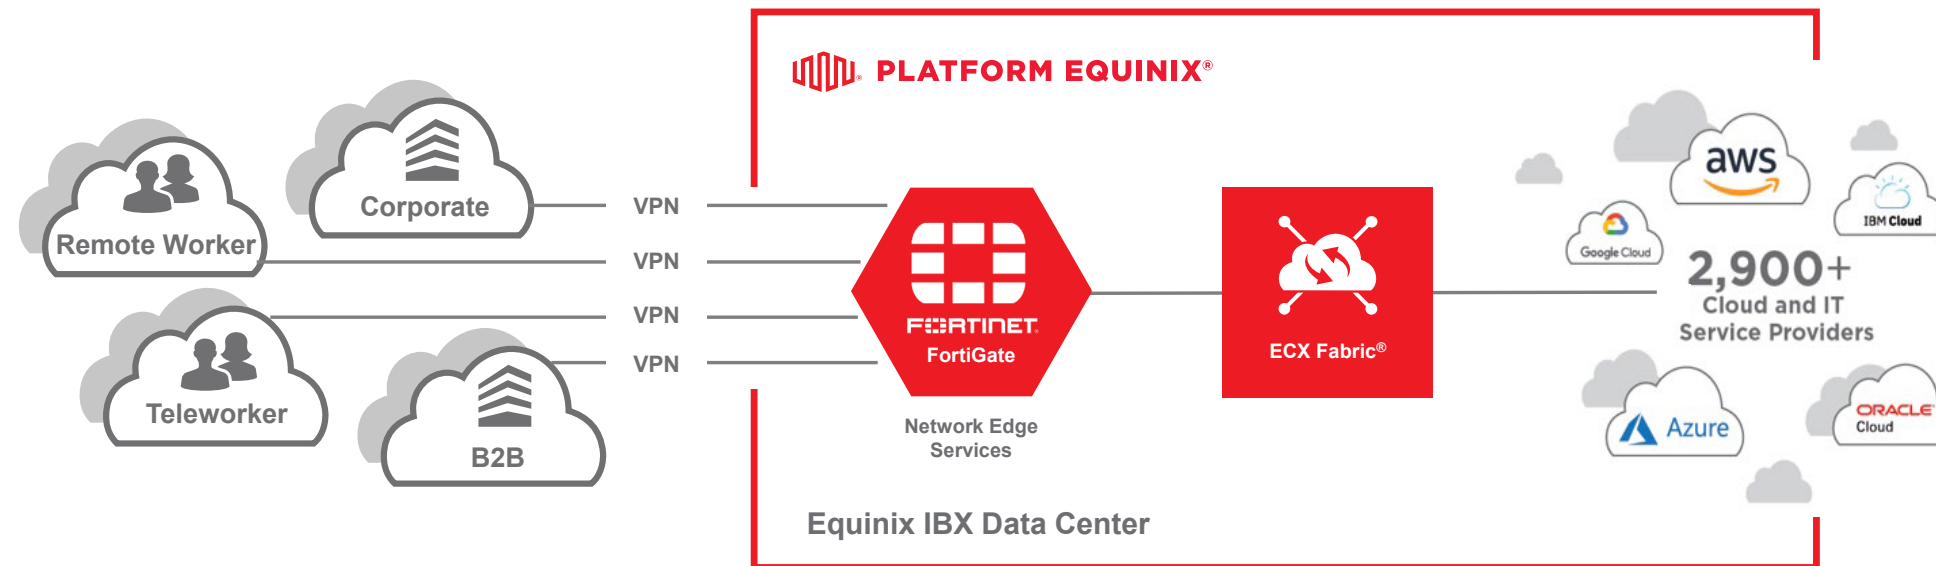 PLATFORM EQUINIX®
Corporate
Remote Worker
Teleworker
B2B
VPN
VPN
VPN
VPN
FORTINET
FortiGate
Network Edge
Services
ECX Fabric®
aws
IBM Cloud
Google Cloud
2,900+
Cloud and IT
Service Providers
Azure
ORACLE
Cloud
Equinix IBX Data Center